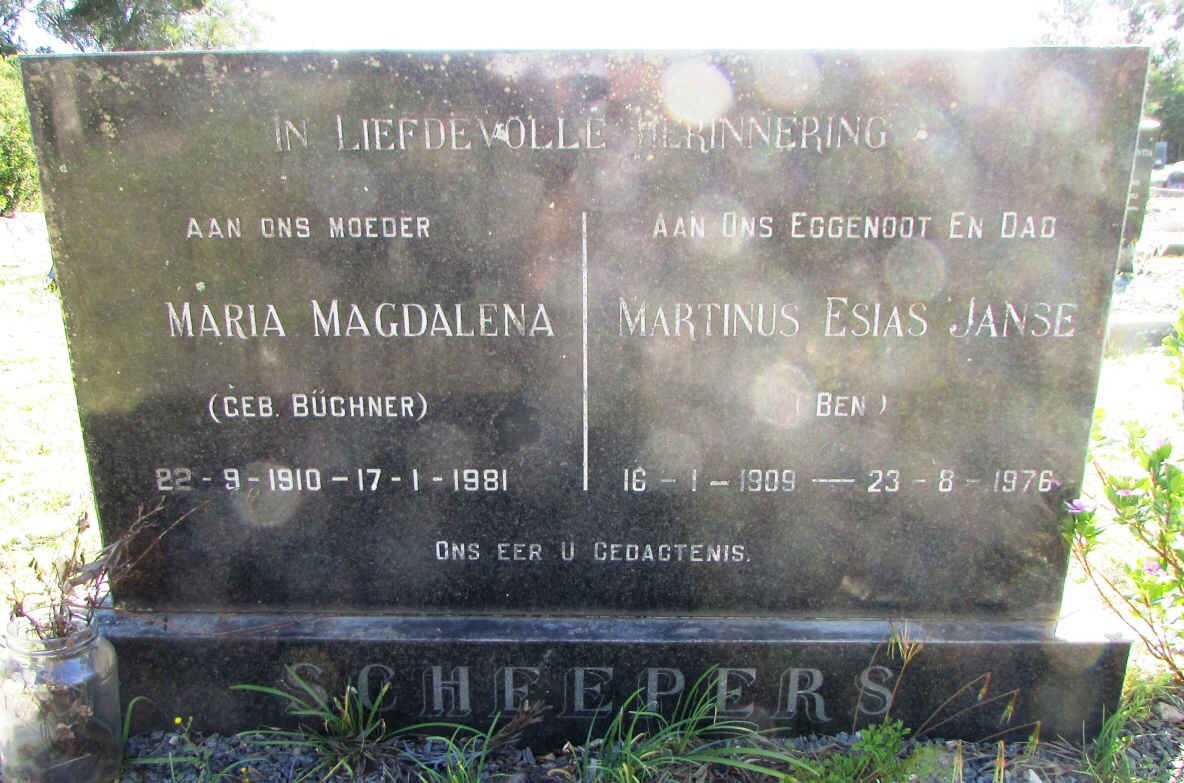 IN LIEFDEVOLLE HERINNERING
AAN ONS MOEDER
MARIA MAGDALENA
(GEB. BÜCHNER)
22 - 9 - 1910 - 17 - 1 - 1981
AAN ONS EGGENOOT EN DAD
MARTINUS ESIAS JANSE
(BEN)
16 - 1 - 1909 — 23 - 8 - 1976
ONS EER U GEDAGTENIS.
SCHEEPERS